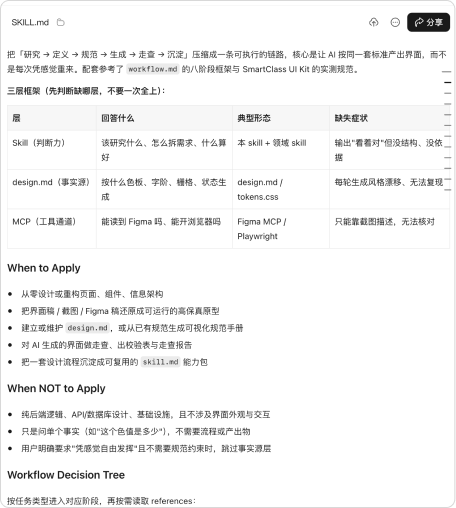 SKILL.md
分享
把「研究 → 定义 → 规范 → 生成 → 走查 → 沉淀」压缩成一条可执行的链路，核心是让 AI 按同一套标准产出界面，而不
是每次凭感觉重来。配套参考了 workflow.md 的八阶段框架与 SmartClass UI Kit 的实测规范。
三层框架（先判断缺哪层，不要一次全上）：
层 回答什么 典型形态 缺失症状
Skill（判断力） 该研究什么、怎么拆需求、什么算好 本 skill + 领域 skill 输出"看着对"但没结构、没依据
design.md（事实源） 按什么色板、字阶、栅格、状态生成 design.md / tokens.css 每轮生成风格漂移、无法复现
MCP（工具通道） 能读到 Figma 吗、能开浏览器吗 Figma MCP / Playwright 只能靠截图描述，无法核对
When to Apply
• 从零设计或重构页面、组件、信息架构
• 把界面稿 / 截图 / Figma 稿还原成可运行的高保真原型
• 建立或维护 design.md，或从已有规范生成可视化规范手册
• 对 AI 生成的界面做走查、出校验表与走查报告
• 把一套设计流程沉淀成可复用的 skill.md 能力包
When NOT to Apply
• 纯后端逻辑、API/数据库设计、基础设施，且不涉及界面外观与交互
• 只是问单个事实（如"这个色值是多少"），不需要流程或产出物
• 用户明确要求"凭感觉自由发挥"且不需要规范约束时，跳过事实源层
Workflow Decision Tree
按任务类型进入对应阶段，再按需读取 references：